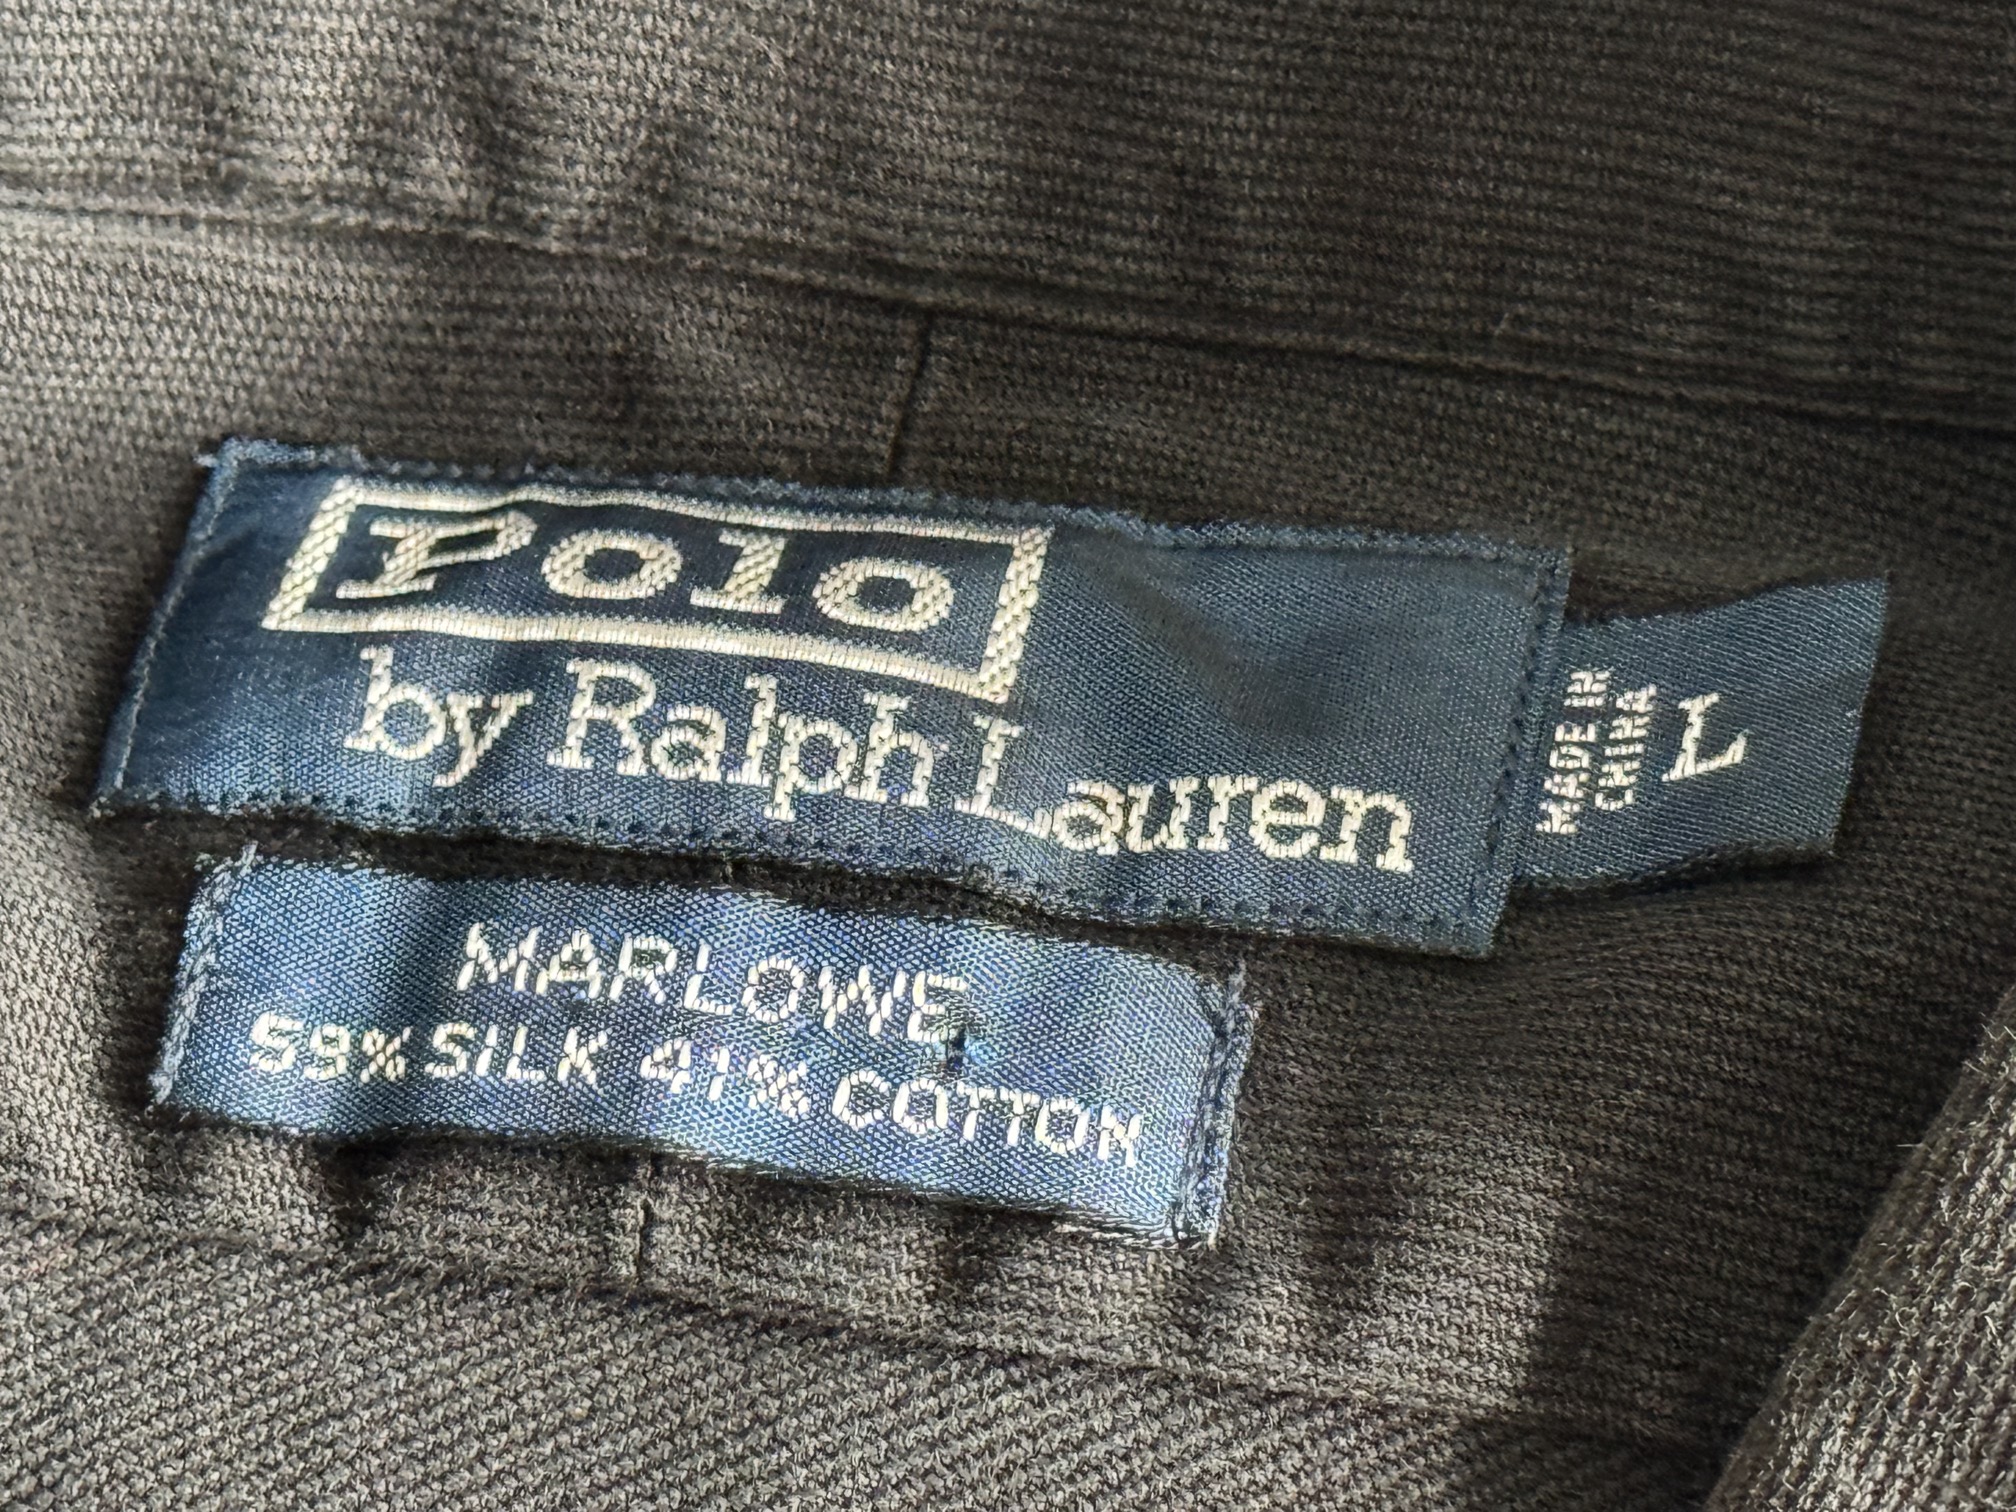 Polo
by Ralph Lauren
MADE IN
CHINA
L
MARLOWE
59% SILK 41% COTTON